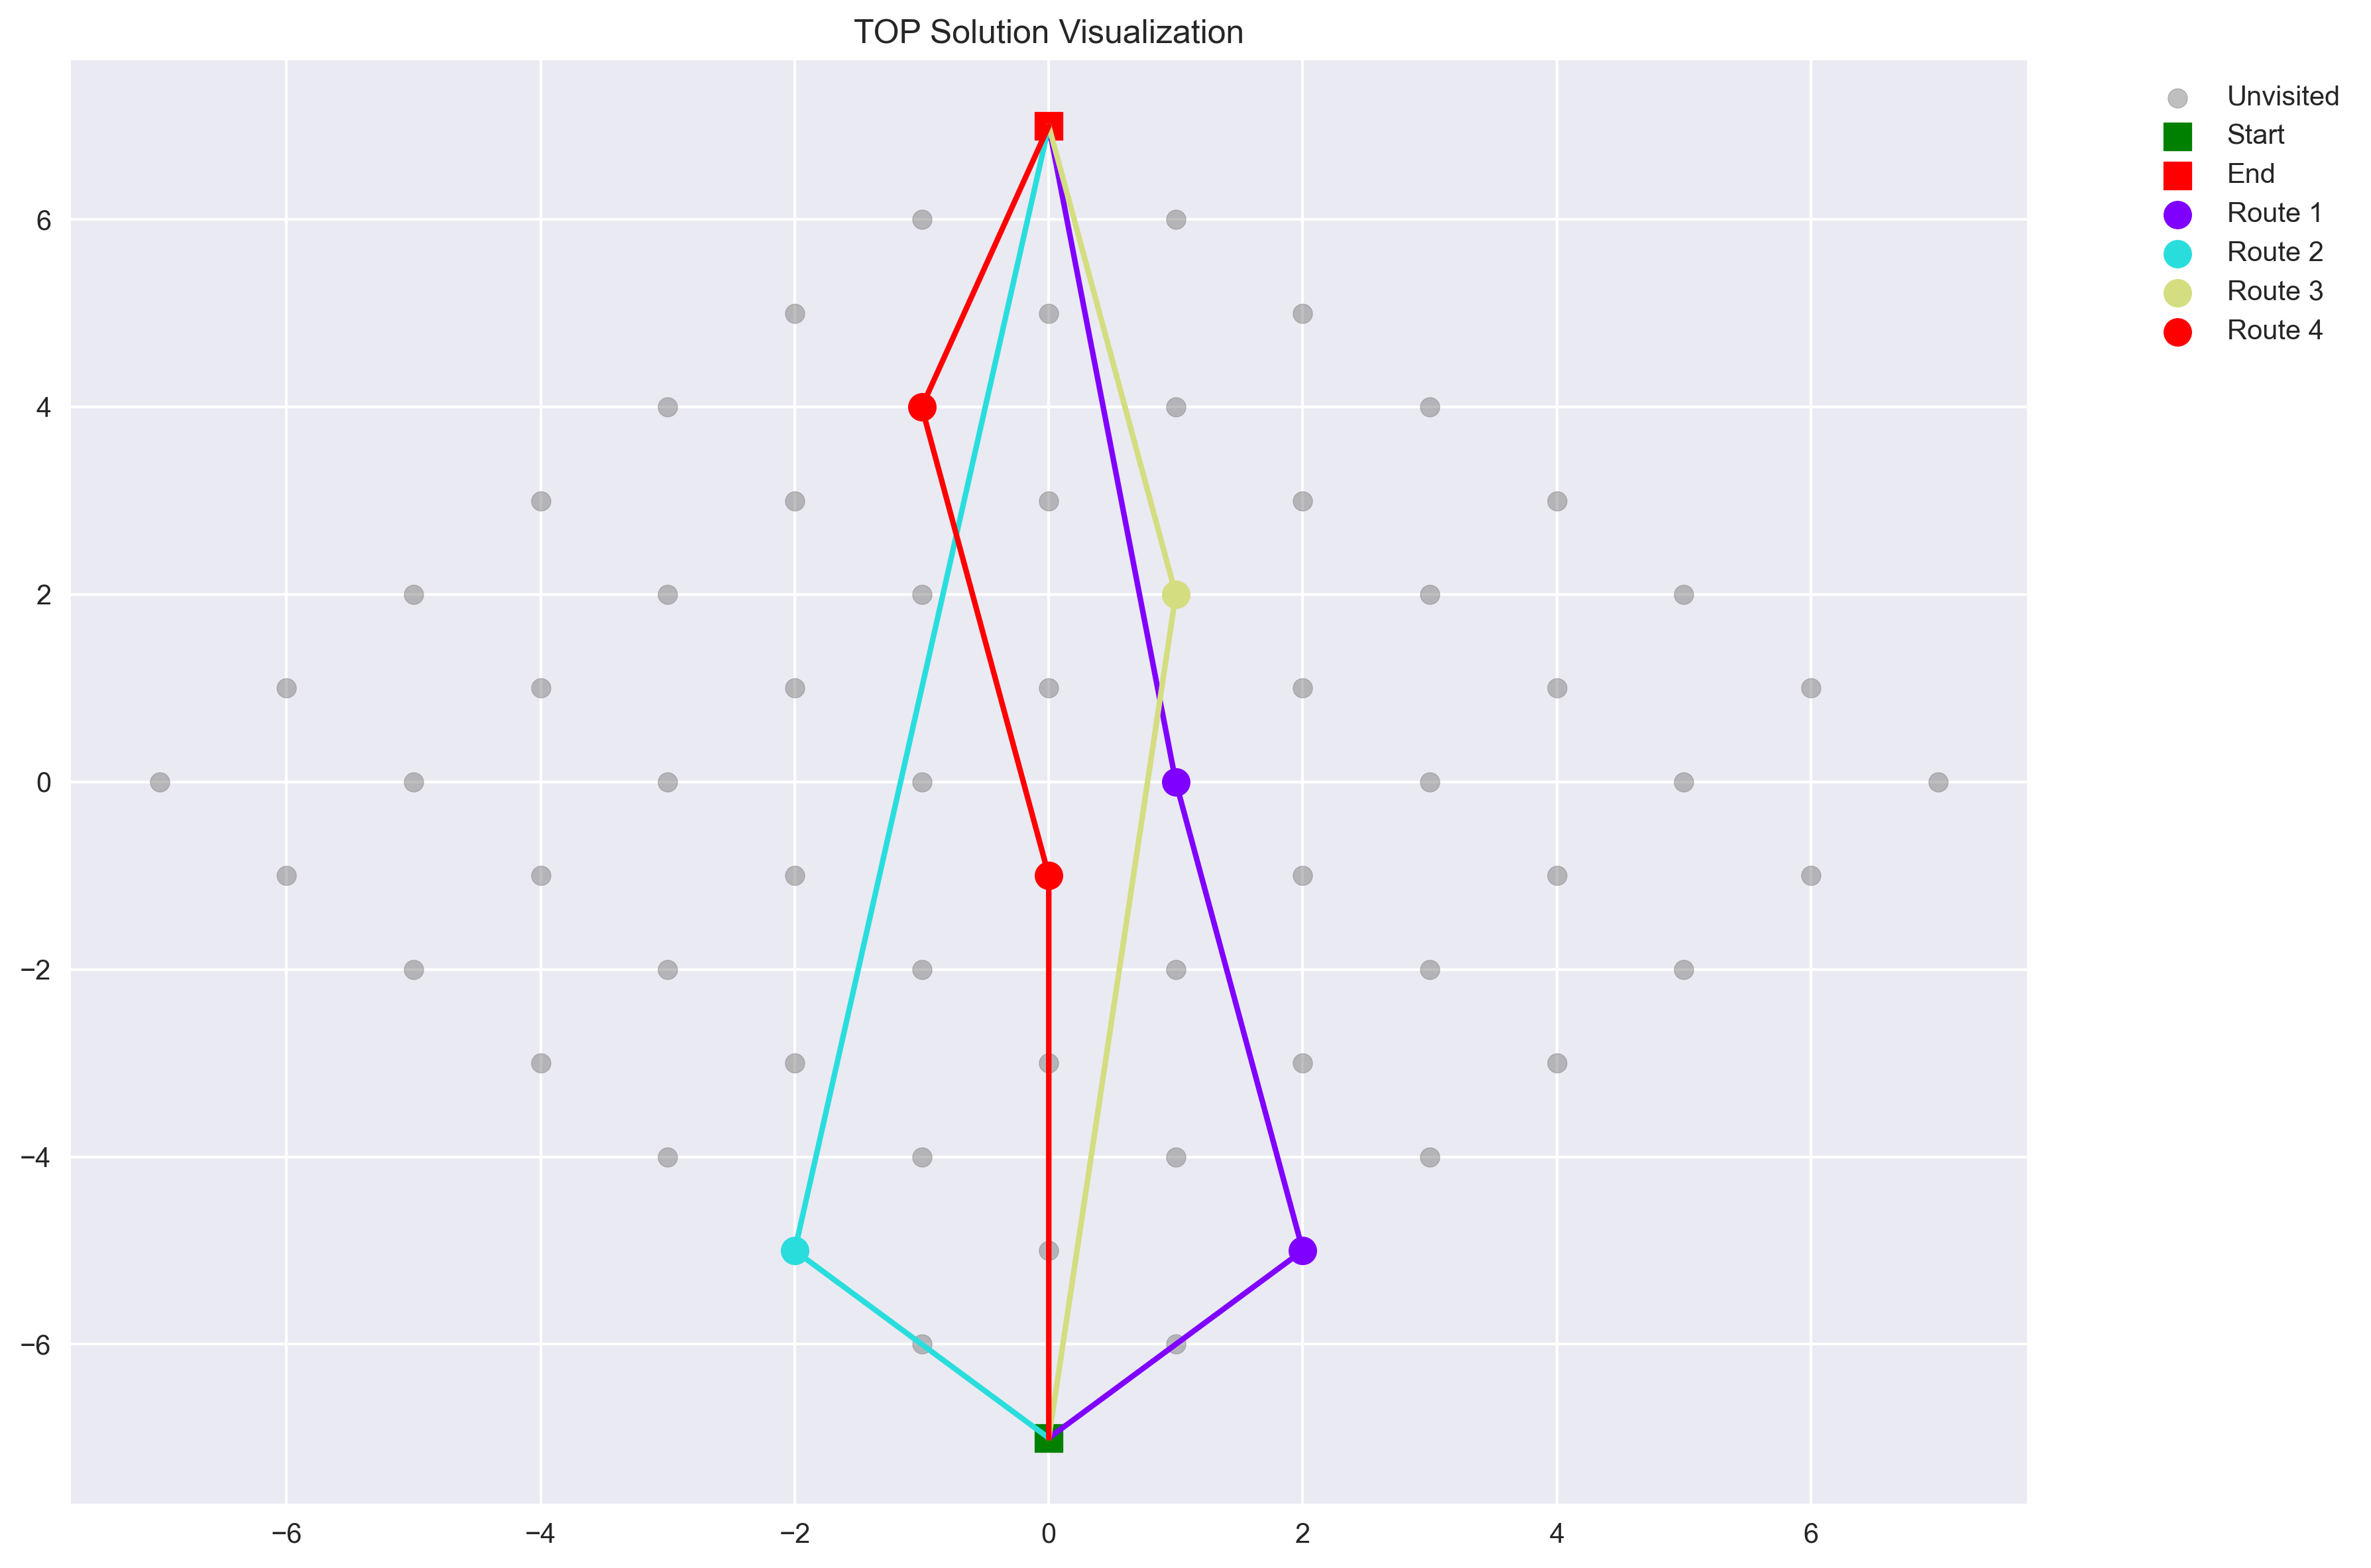 TOP Solution Visualization
Unvisited
Start
End
Route 1
Route 2
Route 3
Route 4
6
4
2
0
−2
−4
−6
−6 −4 −2 0 2 4 6